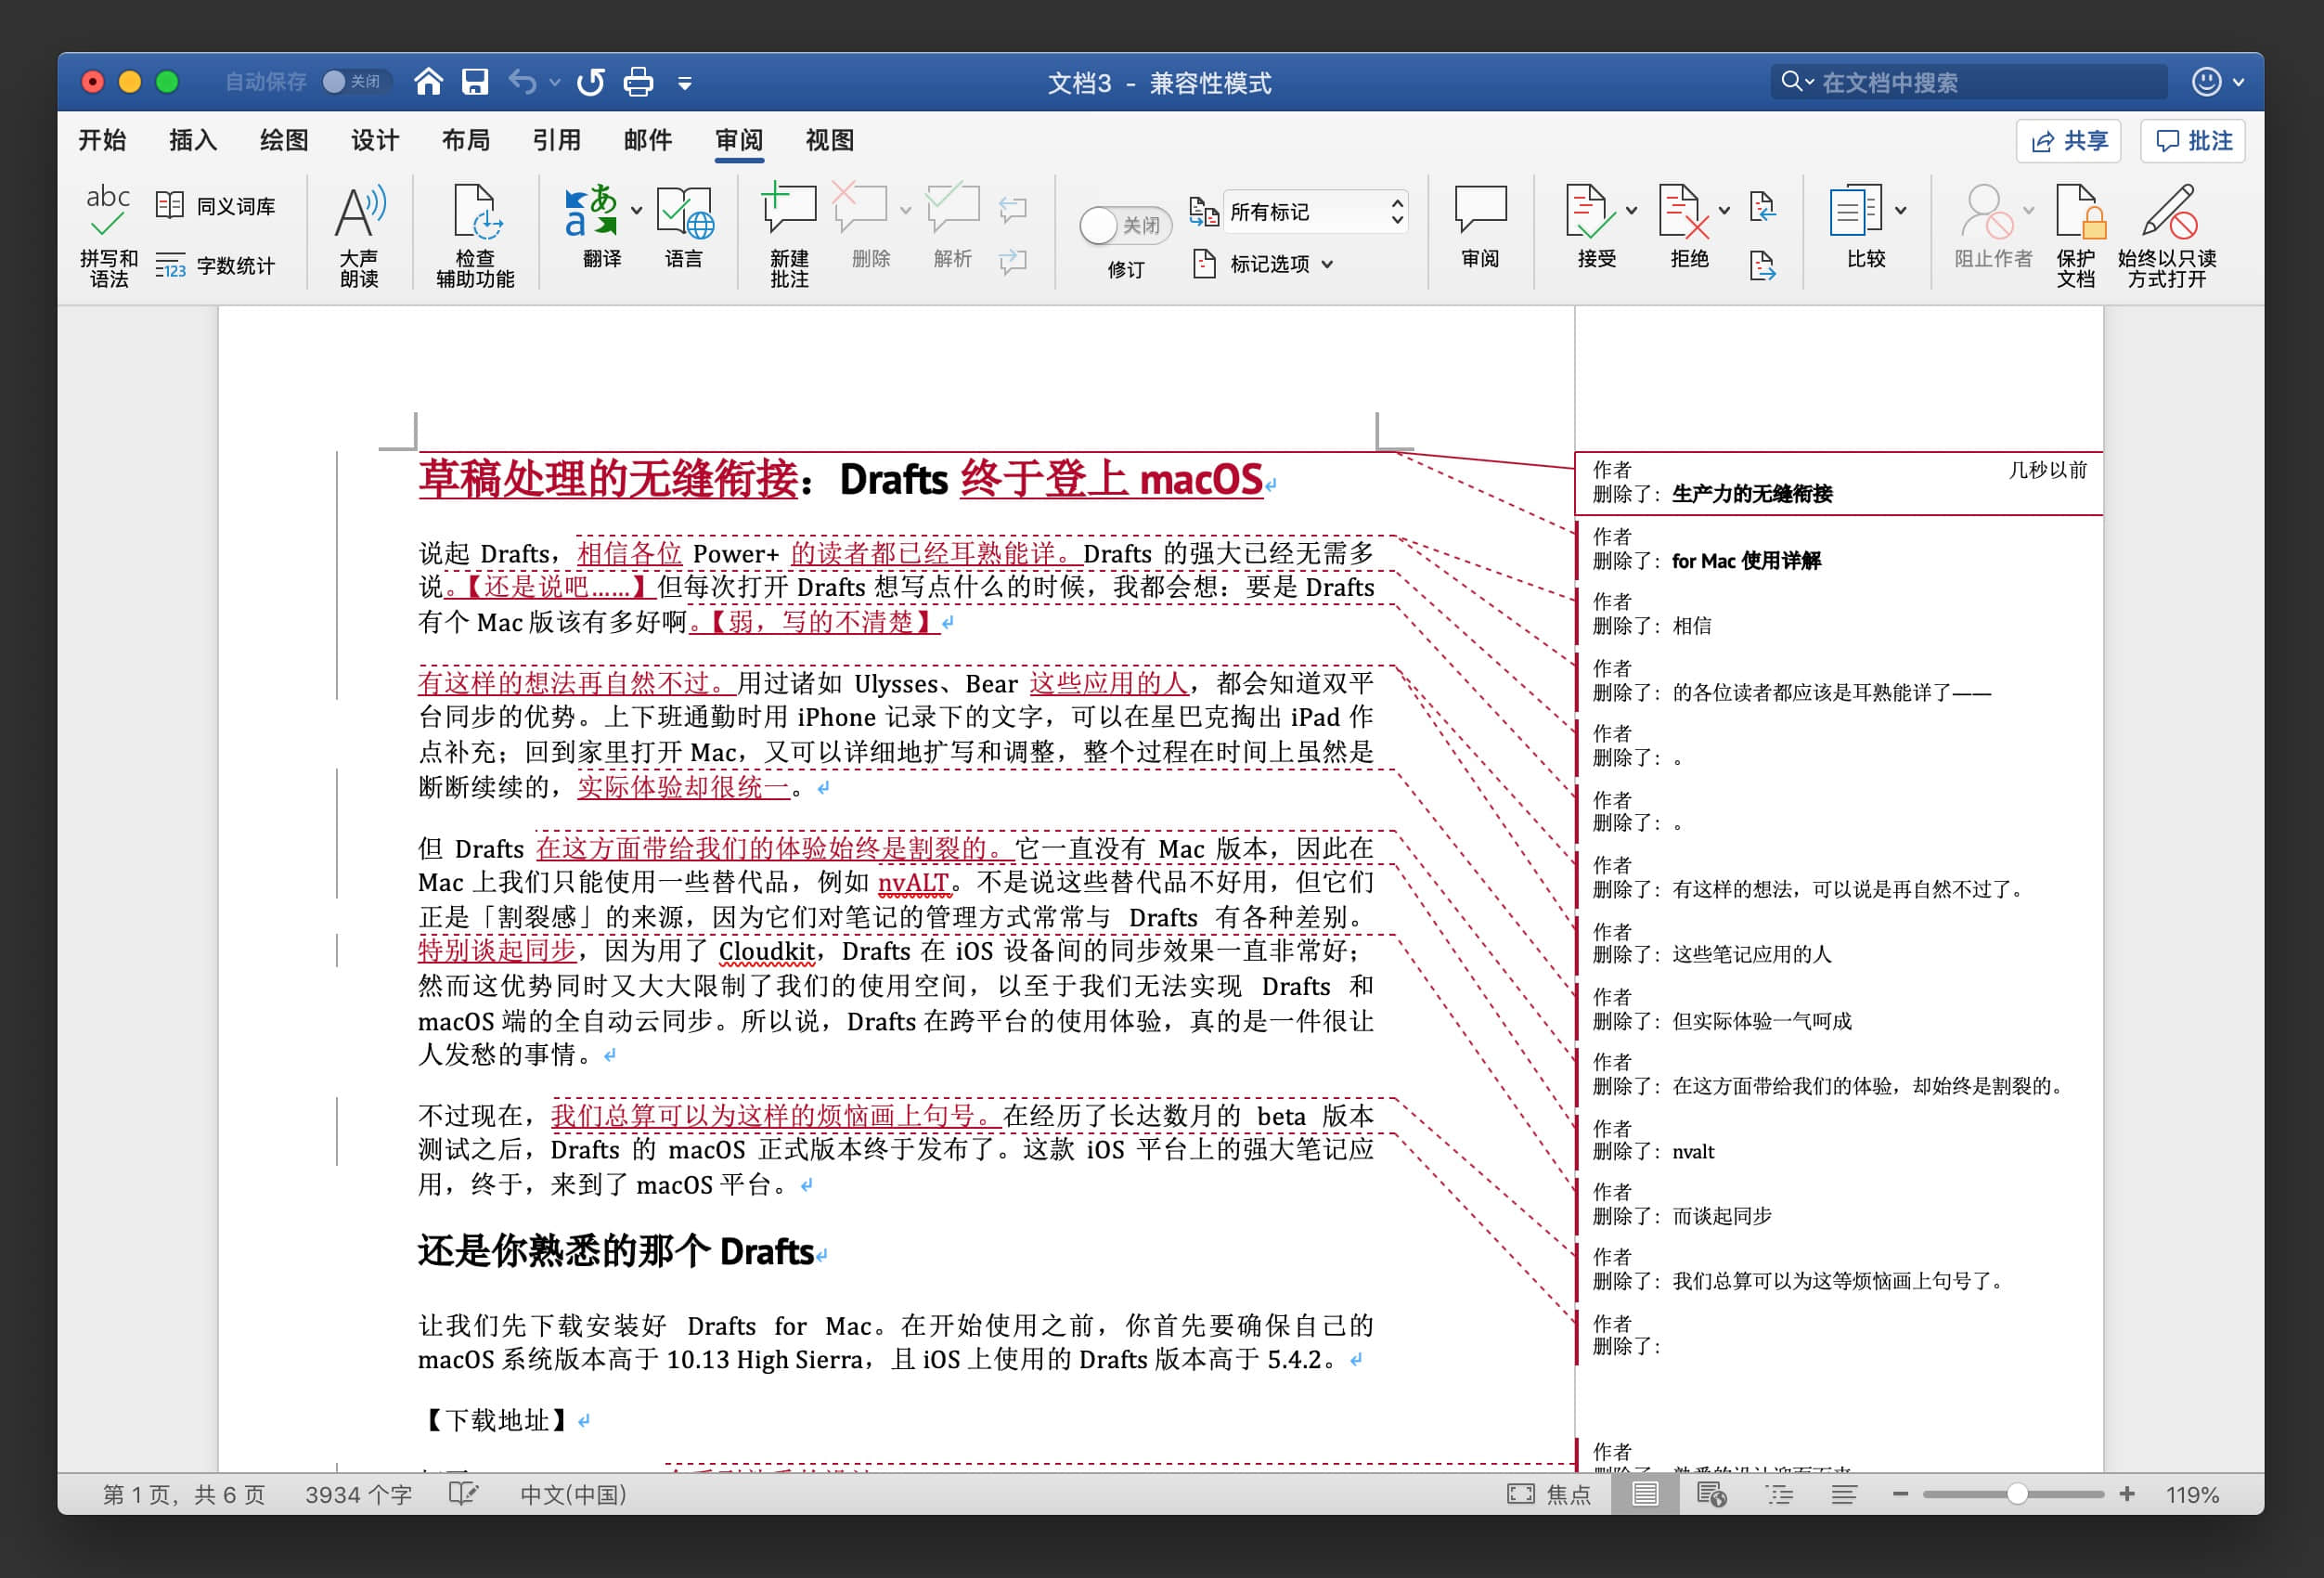 自动保存 关闭
文档3 - 兼容性模式
在文档中搜索
开始 插入 绘图 设计 布局 引用 邮件 审阅 视图
共享 批注
abc
拼写和
语法
同义词库
123 字数统计
大声
朗读
检查
辅助功能
翻译
语言
新建
批注
删除
解析
关闭
修订
所有标记
标记选项
审阅
接受
拒绝
比较
阻止作者
保护
文档
始终以只读
方式打开
草稿处理的无缝衔接：Drafts 终于登上 macOS
说起 Drafts，相信各位 Power+ 的读者都已经耳熟能详。Drafts 的强大已经无需多
说。【还是说吧……】但每次打开 Drafts 想写点什么的时候，我都会想：要是 Drafts
有个 Mac 版该有多好啊。【弱，写的不清楚】
有这样的想法再自然不过。用过诸如 Ulysses、Bear 这些应用的人，都会知道双平
台同步的优势。上下班通勤时用 iPhone 记录下的文字，可以在星巴克掏出 iPad 作
点补充；回到家里打开 Mac，又可以详细地扩写和调整，整个过程在时间上虽然是
断断续续的，实际体验却很统一。
但 Drafts 在这方面带给我们的体验始终是割裂的。它一直没有 Mac 版本，因此在
Mac 上我们只能使用一些替代品，例如 nvALT。不是说这些替代品不好用，但它们
正是「割裂感」的来源，因为它们对笔记的管理方式常常与 Drafts 有各种差别。
特别谈起同步，因为用了 Cloudkit，Drafts 在 iOS 设备间的同步效果一直非常好；
然而这优势同时又大大限制了我们的使用空间，以至于我们无法实现 Drafts 和
macOS 端的全自动云同步。所以说，Drafts 在跨平台的使用体验，真的是一件很让
人发愁的事情。
不过现在，我们总算可以为这样的烦恼画上句号。在经历了长达数月的 beta 版本
测试之后，Drafts 的 macOS 正式版本终于发布了。这款 iOS 平台上的强大笔记应
用，终于，来到了 macOS 平台。
还是你熟悉的那个 Drafts
让我们先下载安装好 Drafts for Mac。在开始使用之前，你首先要确保自己的
macOS 系统版本高于 10.13 High Sierra，且 iOS 上使用的 Drafts 版本高于 5.4.2。
【下载地址】
作者 几秒以前
删除了：生产力的无缝衔接
作者
删除了：for Mac 使用详解
作者
删除了：相信
作者
删除了：的各位读者都应该是耳熟能详了——
作者
删除了：。
作者
删除了：。
作者
删除了：有这样的想法，可以说是再自然不过了。
作者
删除了：这些笔记应用的人
作者
删除了：但实际体验一气呵成
作者
删除了：在这方面带给我们的体验，却始终是割裂的。
作者
删除了：nvalt
作者
删除了：而谈起同步
作者
删除了：我们总算可以为这等烦恼画上句号了。
作者
删除了：
作者
第 1 页，共 6 页 3934 个字 中文(中国) 焦点 119%